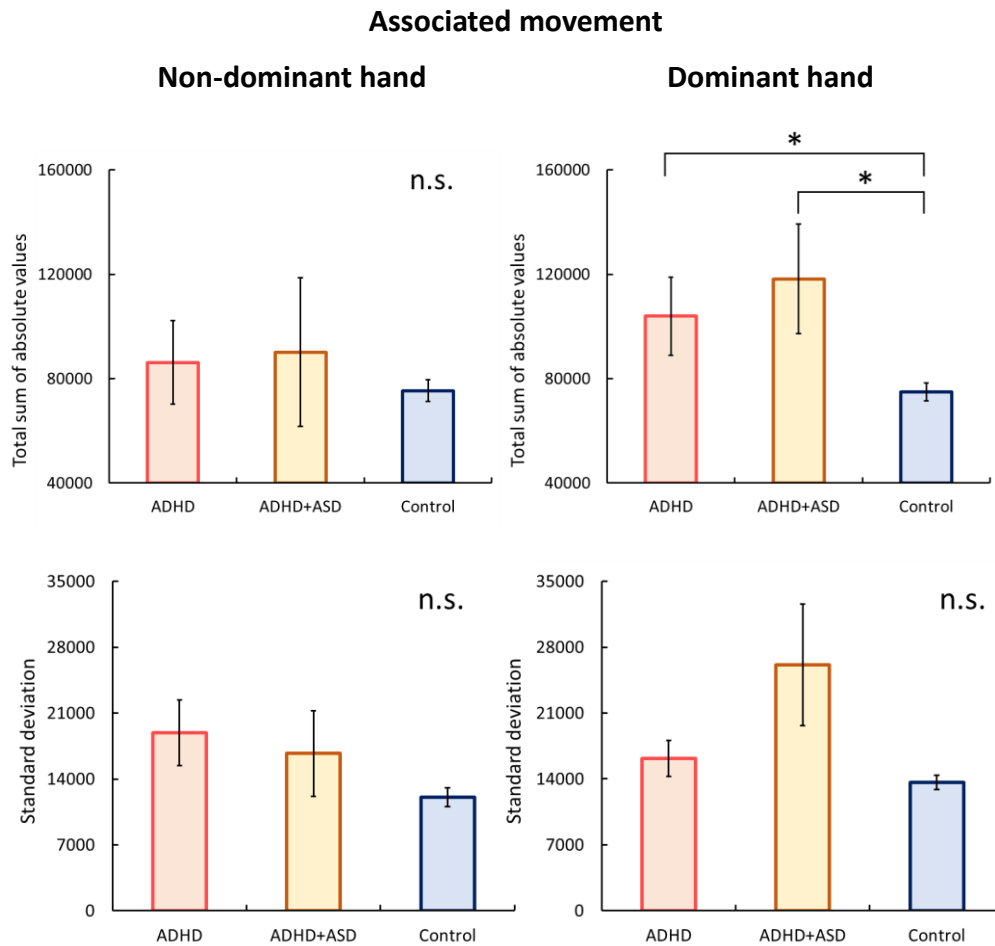 Associated movement
Non-dominant hand
Dominant hand
Total sum of absolute values
160000
120000
80000
40000
n.s.
ADHD
ADHD+ASD
Control
Total sum of absolute values
160000
120000
80000
40000
*
*
ADHD
ADHD+ASD
Control
Standard deviation
35000
28000
21000
14000
7000
0
n.s.
ADHD
ADHD+ASD
Control
Standard deviation
35000
28000
21000
14000
7000
0
n.s.
ADHD
ADHD+ASD
Control